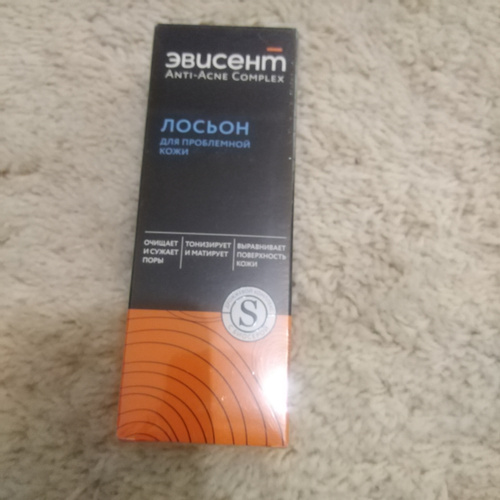 ЭВИСЕНТ
ANTI-ACNE COMPLEX
ЛОСЬОН
ДЛЯ ПРОБЛЕМНОЙ
КОЖИ
ОЧИЩАЕТ
И СУЖАЕТ
ПОРЫ
ТОНИЗИРУЕТ
И МАТИРУЕТ
ВЫРАВНИВАЕТ
ПОВЕРХНОСТЬ
КОЖИ
S